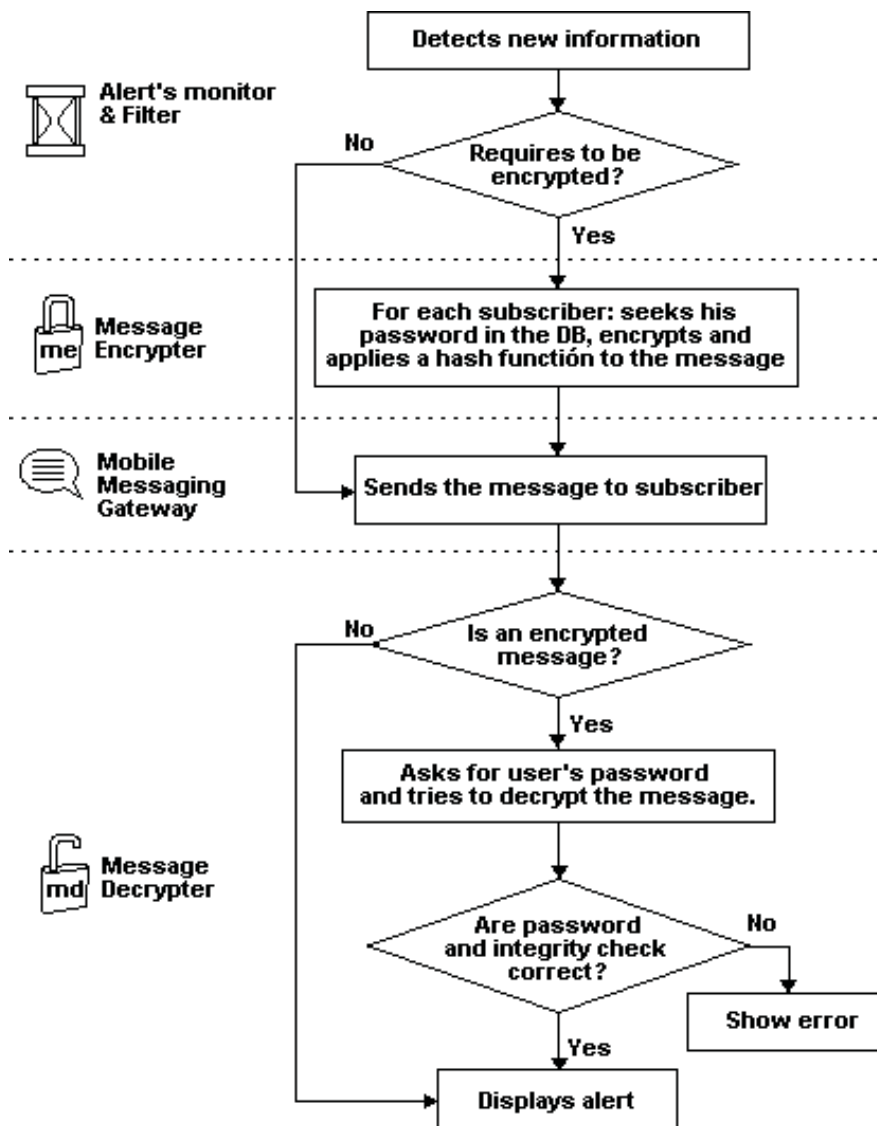 Detects new information
Alert's monitor
& Filter
No
Requires to be
encrypted?
Yes
me
Message
Encrypter
For each subscriber: seeks his
password in the DB, encrypts and
applies a hash functión to the message
Mobile
Messaging
Gateway
Sends the message to subscriber
No
Is an encrypted
message?
Yes
Asks for user's password
and tries to decrypt the message.
md
Message
Decrypter
Are password
and integrity check
correct?
No
Show error
Yes
Displays alert